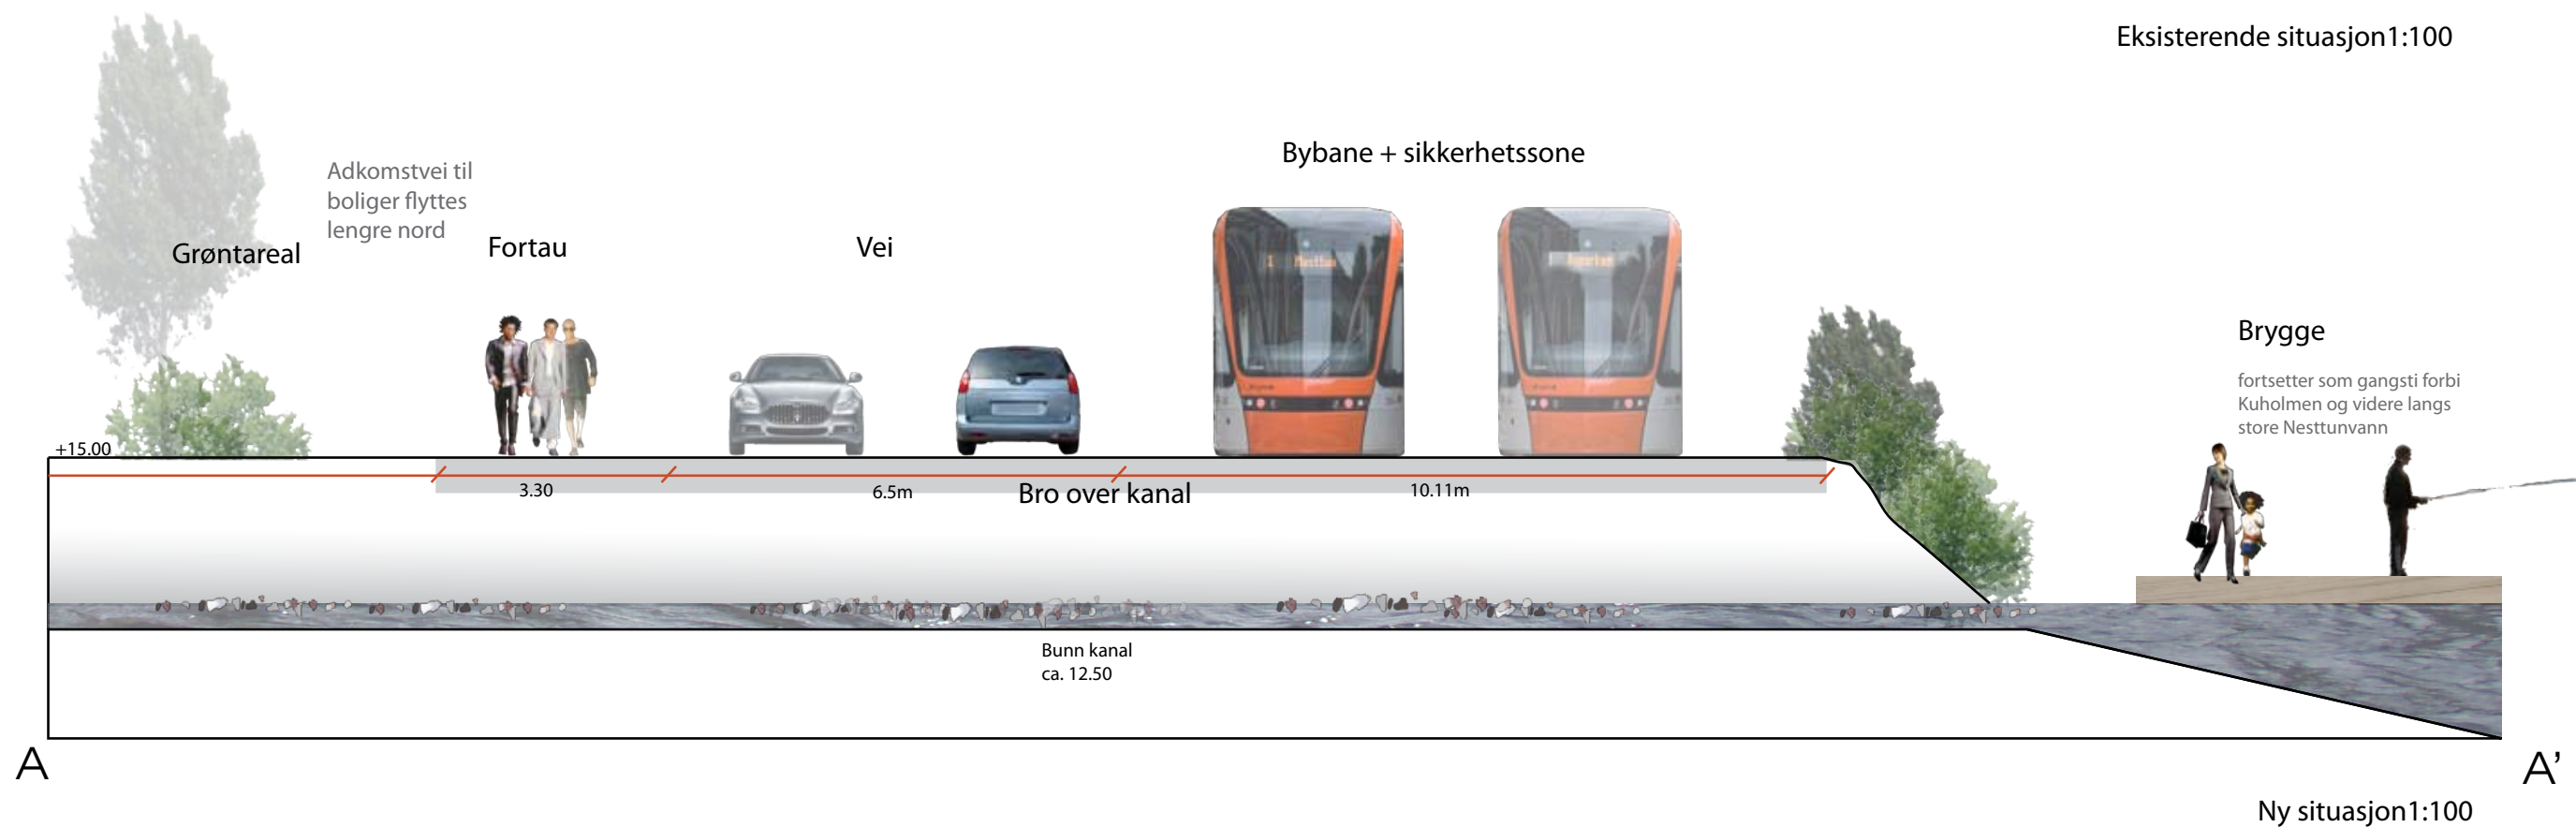 Eksisterende situasjon1:100
Bybane + sikkerhetssone
Adkomstvei til
boliger flyttes
lengre nord
Grøntareal
Fortau
Vei
Brygge
fortsetter som gangsti forbi
Kuholmen og videre langs
store Nesttunvann
+15.00
3.30
6.5m
Bro over kanal
10.11m
Bunn kanal
ca. 12.50
A
A'
Ny situasjon1:100